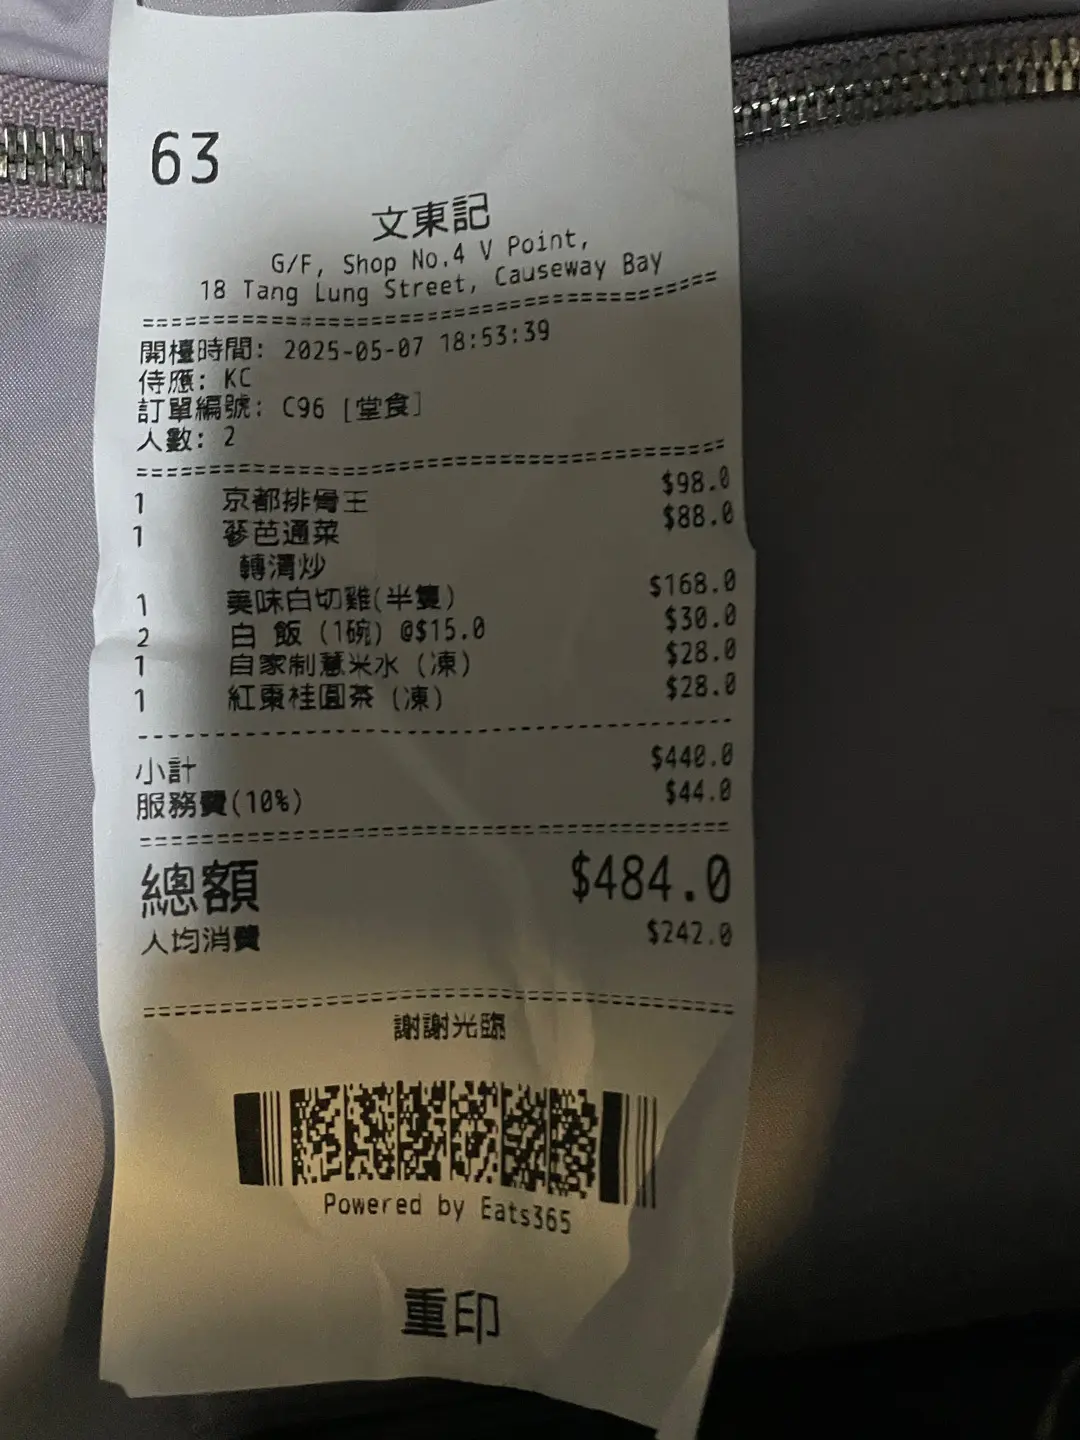 63
文東記
G/F, Shop No.4 V Point,
18 Tang Lung Street, Causeway Bay
開檯時間: 2025-05-07 18:53:39
侍應: KC
訂單編號: C96 [堂食]
人數: 2
1 京都排骨王 $98.0
1 蔘芭通菜 $88.0
轉清炒
1 美味白切雞(半隻) $168.0
2 白 飯 (1碗) @$15.0 $30.0
1 自家制薏米水 (凍) $28.0
1 紅棗桂圓茶 (凍) $28.0
小計 $440.0
服務費(10%) $44.0
總額 $484.0
人均消費 $242.0
謝謝光臨
Powered by Eats365
重印